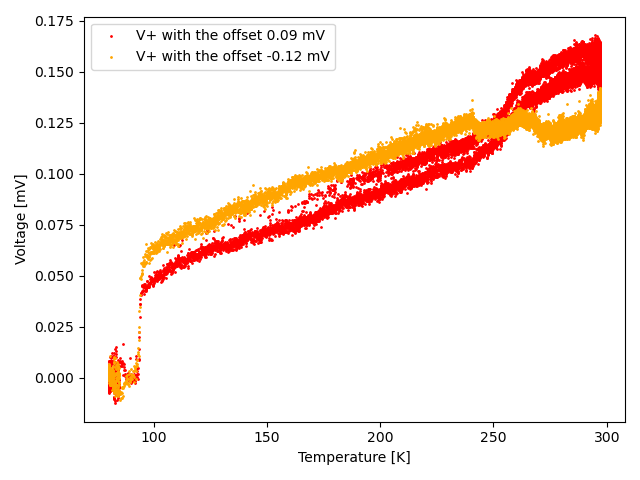 V+ with the offset 0.09 mV
V+ with the offset -0.12 mV
0.175
0.150
0.125
0.100
0.075
0.050
0.025
0.000
Voltage [mV]
100 150 200 250 300
Temperature [K]